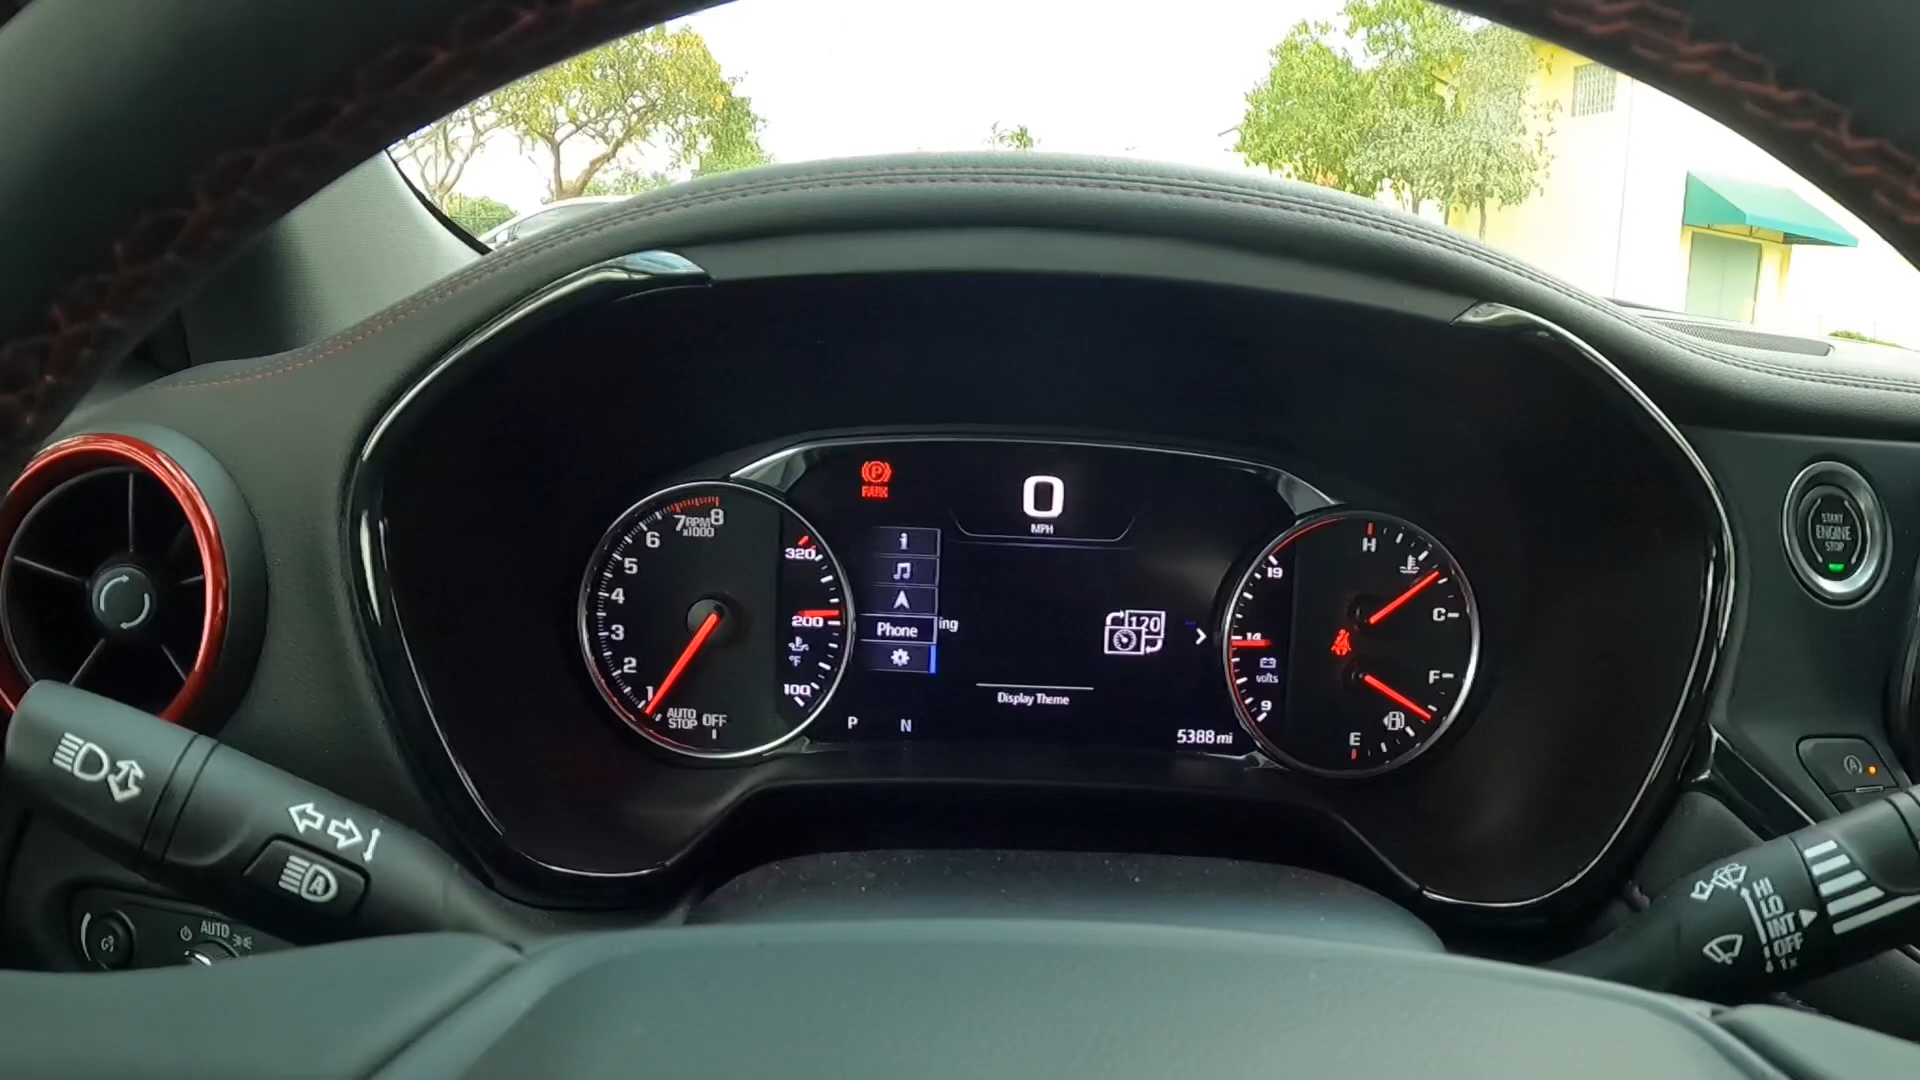 PARK
0
MPH
7 RPM 8
x1000
6
5
4
3
2
1
AUTO
STOP OFF
320
200
°F
100
Phone
ing
120
Display Theme
P N
5388 mi
19
14
volts
9
H
C
F
E
START
ENGINE
STOP
A
A
AUTO
HI
LO
INT
OFF
1x